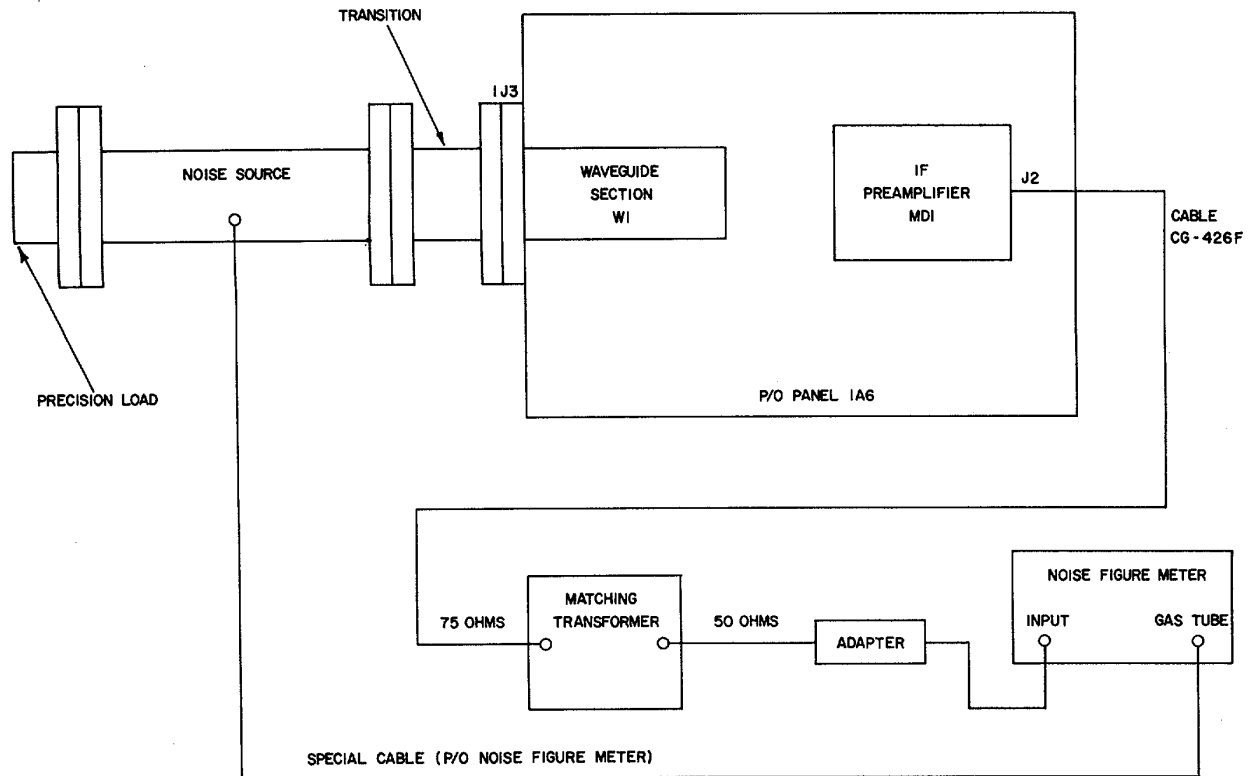 TRANSITION
1J3
NOISE SOURCE
WAVEGUIDE
SECTION
W1
IF
PREAMPLIFIER
MD1
J2
CABLE
CG-426F
PRECISION LOAD
P/O PANEL 1A6
NOISE FIGURE METER
MATCHING
TRANSFORMER
75 OHMS
50 OHMS
ADAPTER
INPUT
GAS TUBE
SPECIAL CABLE (P/O NOISE FIGURE METER)